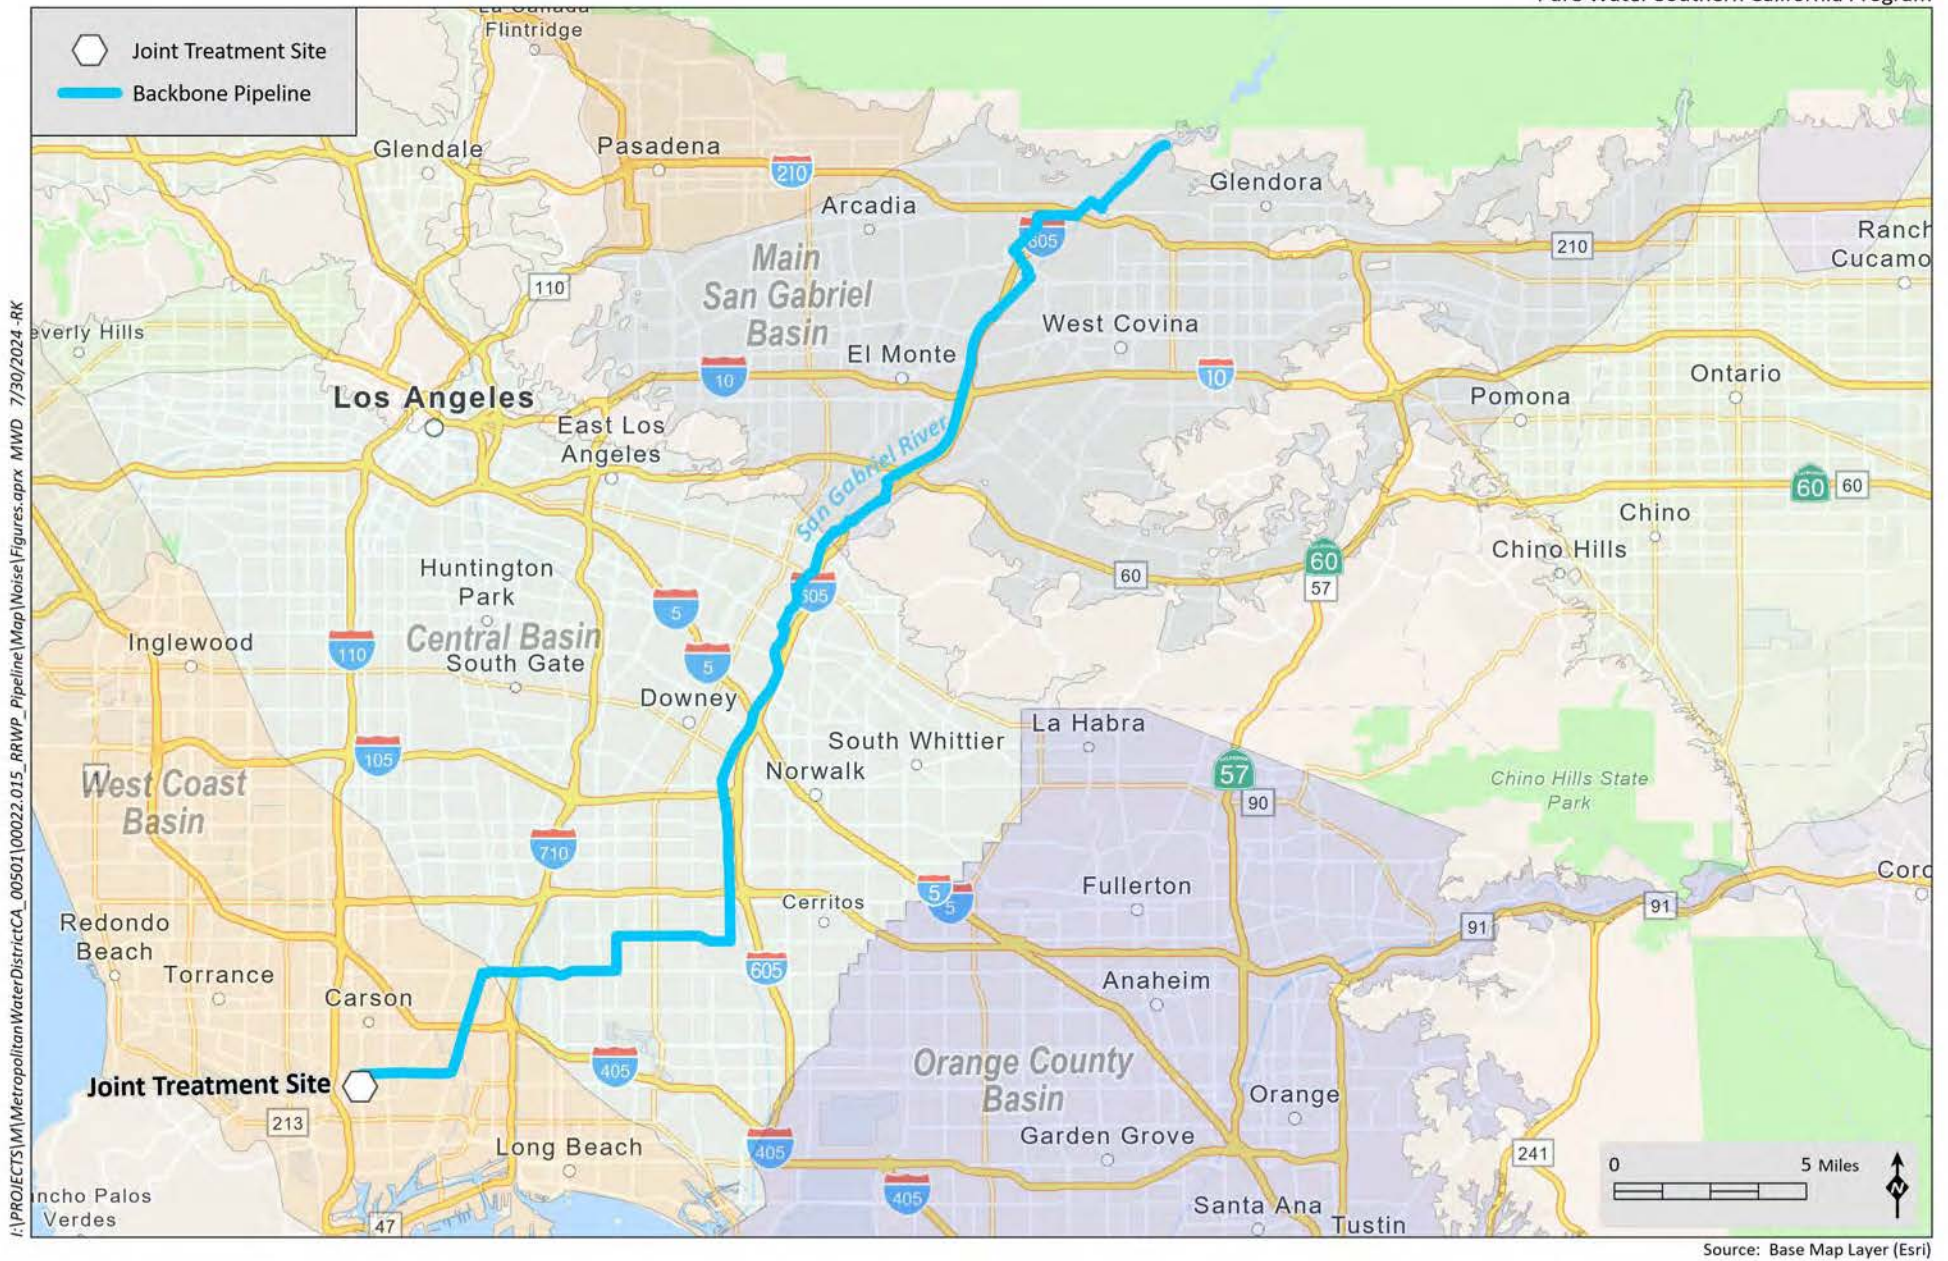 Pure Water Southern California Program
Joint Treatment Site
Backbone Pipeline
La Canada
Flintridge
Glendale
Pasadena
210
Arcadia
Glendora
605
210
Ranch
Cucamo
Main
San Gabriel
Basin
110
everly Hills
West Covina
El Monte
10
10
Ontario
Pomona
Los Angeles
East Los
Angeles
San Gabriel River
60
60
Chino
Chino Hills
60
60
57
Huntington
Park
Central Basin
South Gate
5
605
5
Inglewood
110
Downey
La Habra
South Whittier
Norwalk
105
57
90
Chino Hills State
Park
West Coast
Basin
710
Cerritos
5
5
Fullerton
91
91
Coro
Redondo
Beach
Torrance
Carson
605
Anaheim
405
Orange County
Basin
Joint Treatment Site
213
Orange
Long Beach
405
Garden Grove
241
405
Santa Ana
Tustin
ncho Palos
Verdes
47
0 5 Miles
N
Source: Base Map Layer (Esri)
I:\PROJECTS\M\MetropolitanWaterDistrictCA_00501\00022.015_RRWP_Pipeline\Map\Noise\Figures.aprx MWD 7/30/2024 -RK